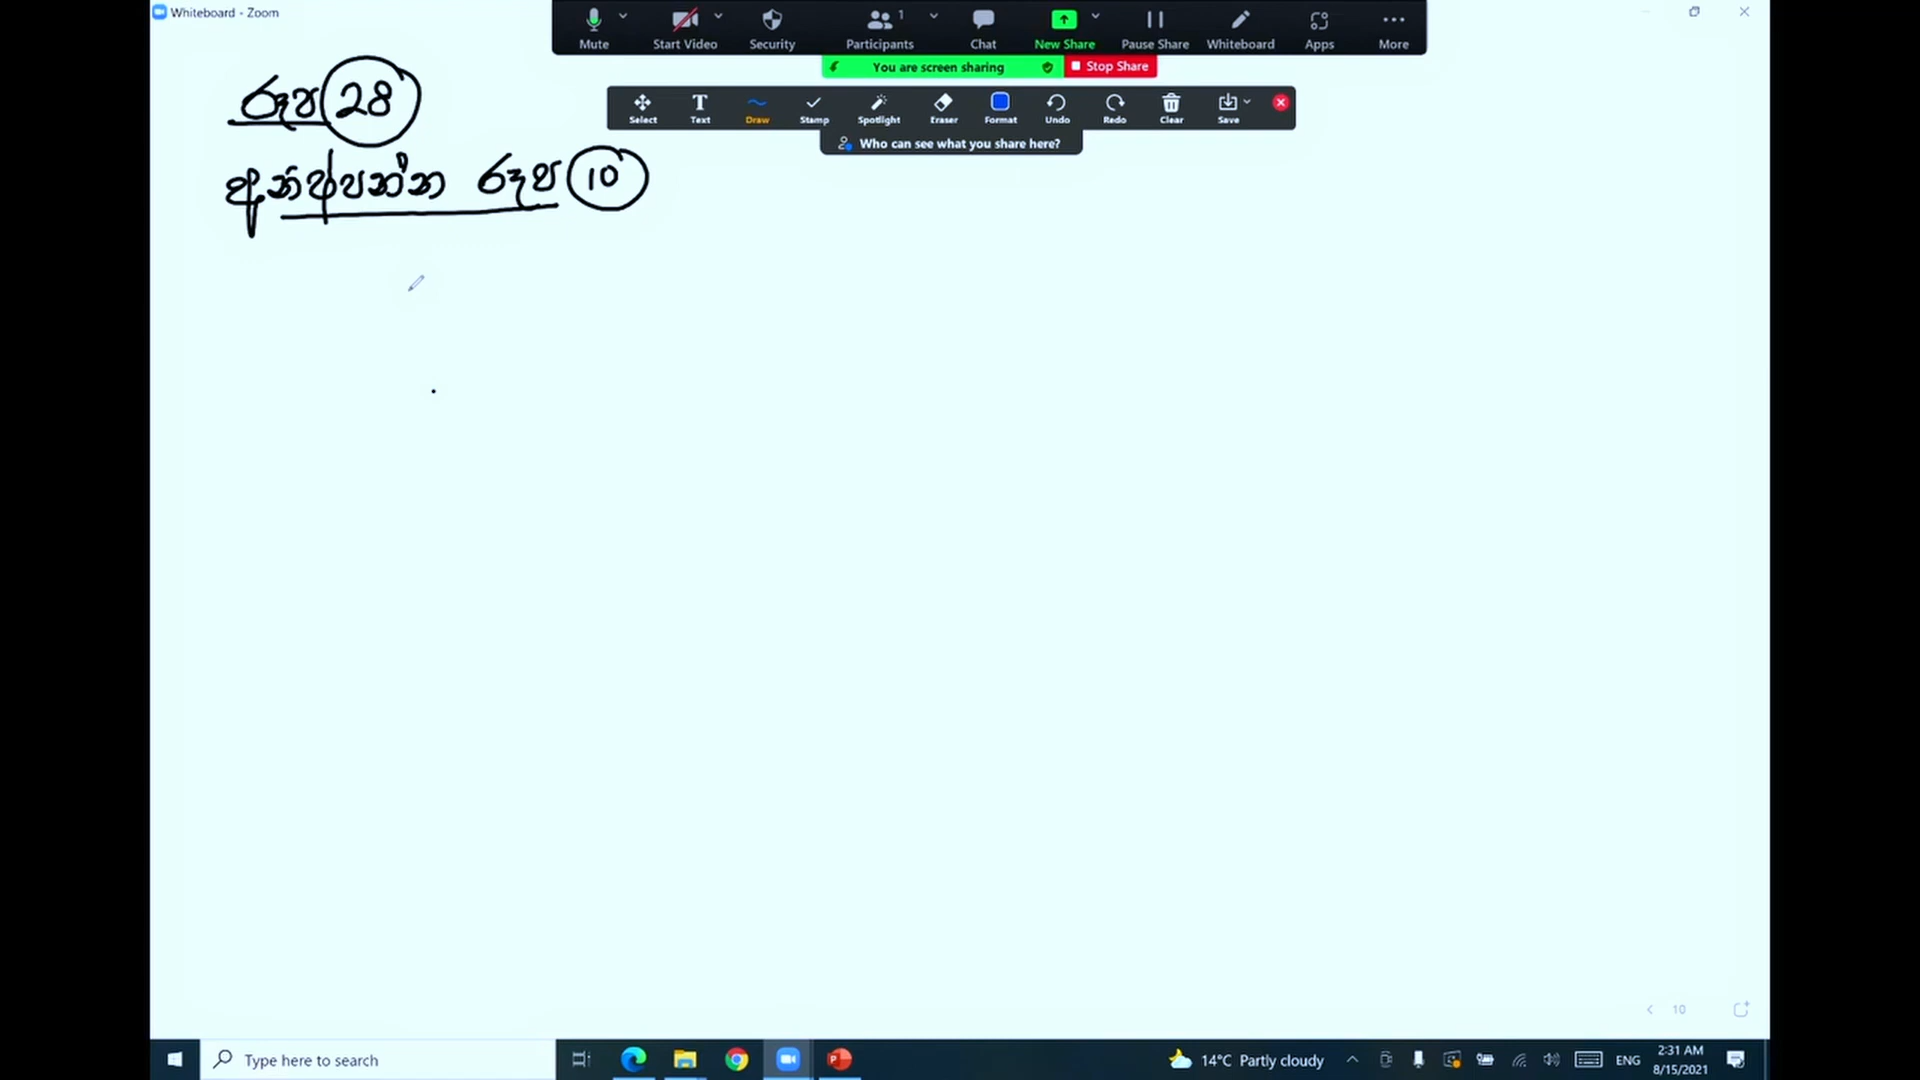 Whiteboard - Zoom
Mute
Start Video
Security
Participants
1
Chat
New Share
Pause Share
Whiteboard
Apps
More
You are screen sharing
Stop Share
Select
Text
Draw
Stamp
Spotlight
Eraser
Format
Undo
Redo
Clear
Save
Who can see what you share here?
රූප 28
රූප 10
10
Type here to search
14°C Partly cloudy
ENG
2:31 AM
8/15/2021